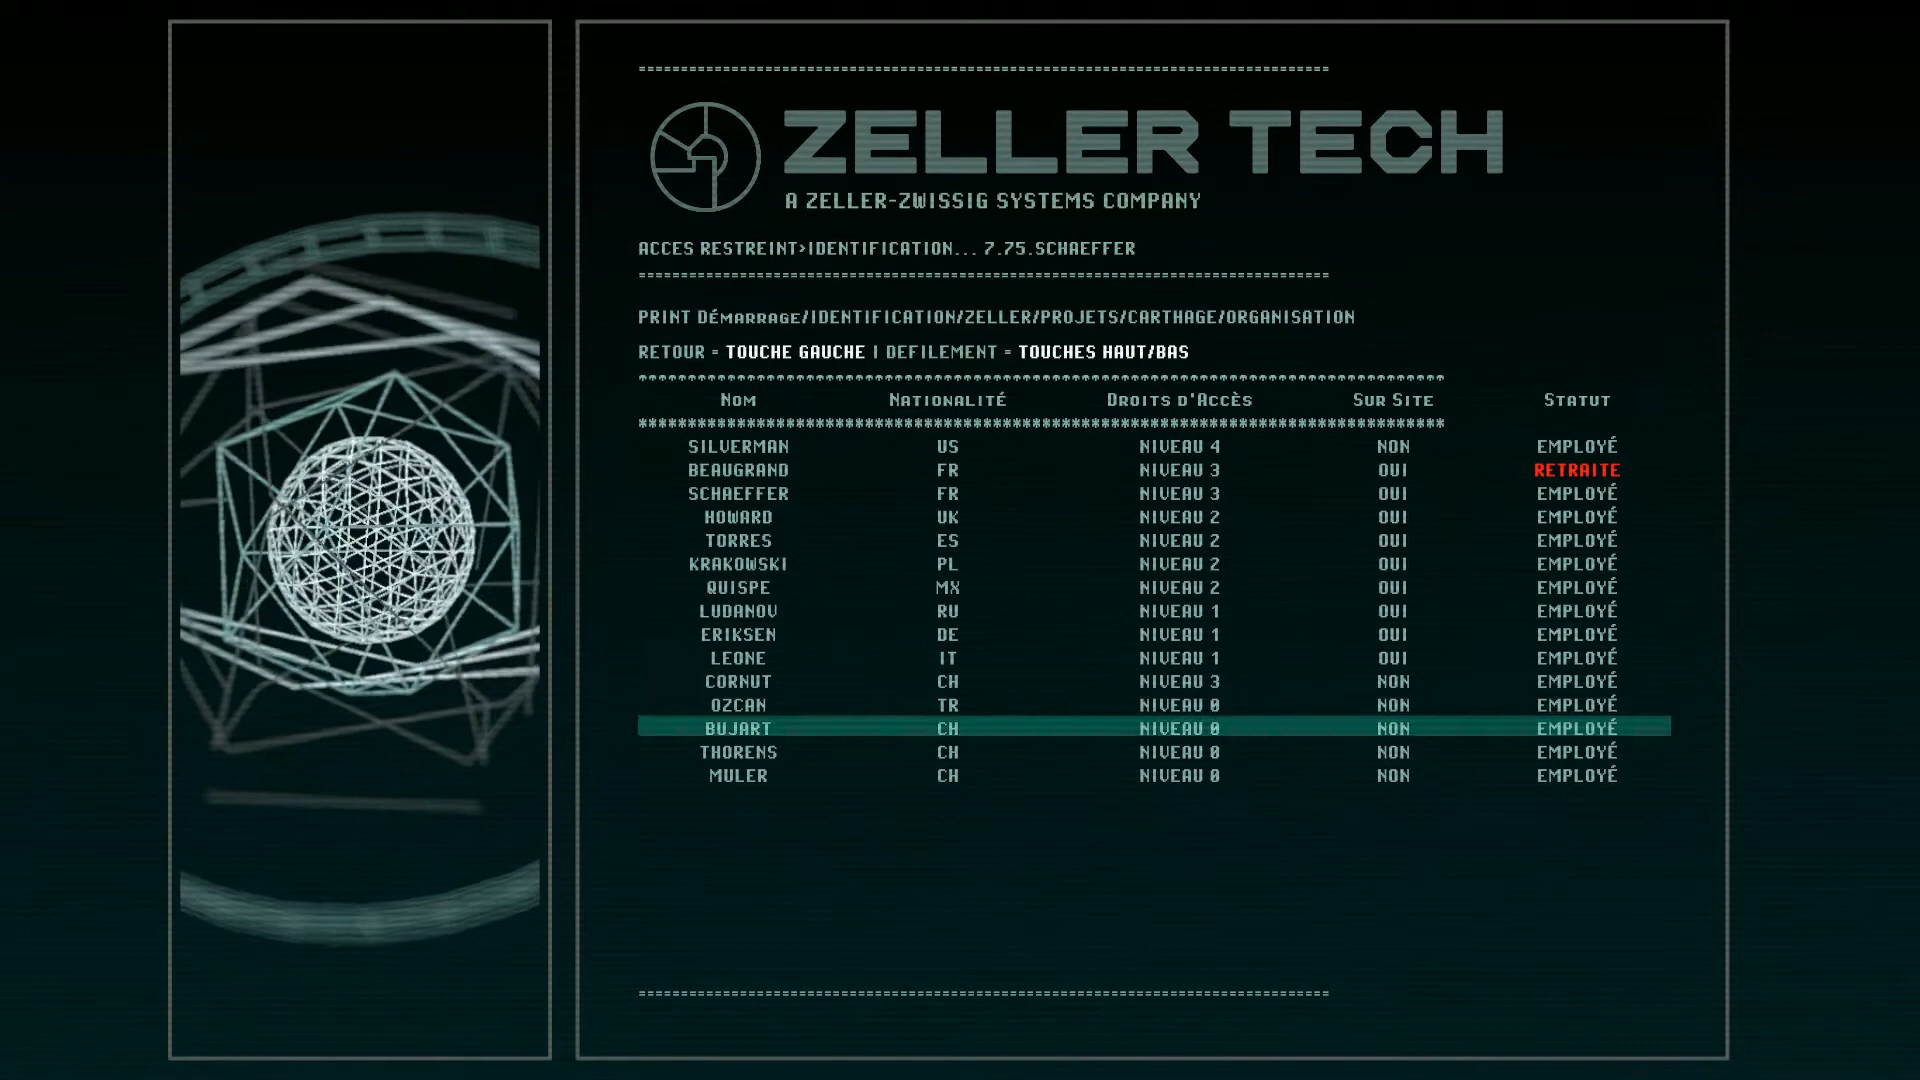 ZELLER TECH
A ZELLER-ZWISSIG SYSTEMS COMPANY
ACCES RESTREINT>IDENTIFICATION... 7.75.SCHAEFFER
PRINT Démarrage/IDENTIFICATION/ZELLER/PROJETS/CARTHAGE/ORGANISATION
RETOUR = TOUCHE GAUCHE | DEFILEMENT = TOUCHES HAUT/BAS
Nom Nationalité Droits d'Accès Sur Site Statut
SILVERMAN US NIVEAU 4 NON EMPLOYÉ
BEAUGRAND FR NIVEAU 3 OUI RETRAITE
SCHAEFFER FR NIVEAU 3 OUI EMPLOYÉ
HOWARD UK NIVEAU 2 OUI EMPLOYÉ
TORRES ES NIVEAU 2 OUI EMPLOYÉ
KRAKOWSKI PL NIVEAU 2 OUI EMPLOYÉ
QUISPE MX NIVEAU 2 OUI EMPLOYÉ
LUDANOV RU NIVEAU 1 OUI EMPLOYÉ
ERIKSEN DE NIVEAU 1 OUI EMPLOYÉ
LEONE IT NIVEAU 1 OUI EMPLOYÉ
CORNUT CH NIVEAU 3 NON EMPLOYÉ
OZCAN TR NIVEAU 0 NON EMPLOYÉ
BUJART CH NIVEAU 0 NON EMPLOYÉ
THORENS CH NIVEAU 0 NON EMPLOYÉ
MULER CH NIVEAU 0 NON EMPLOYÉ